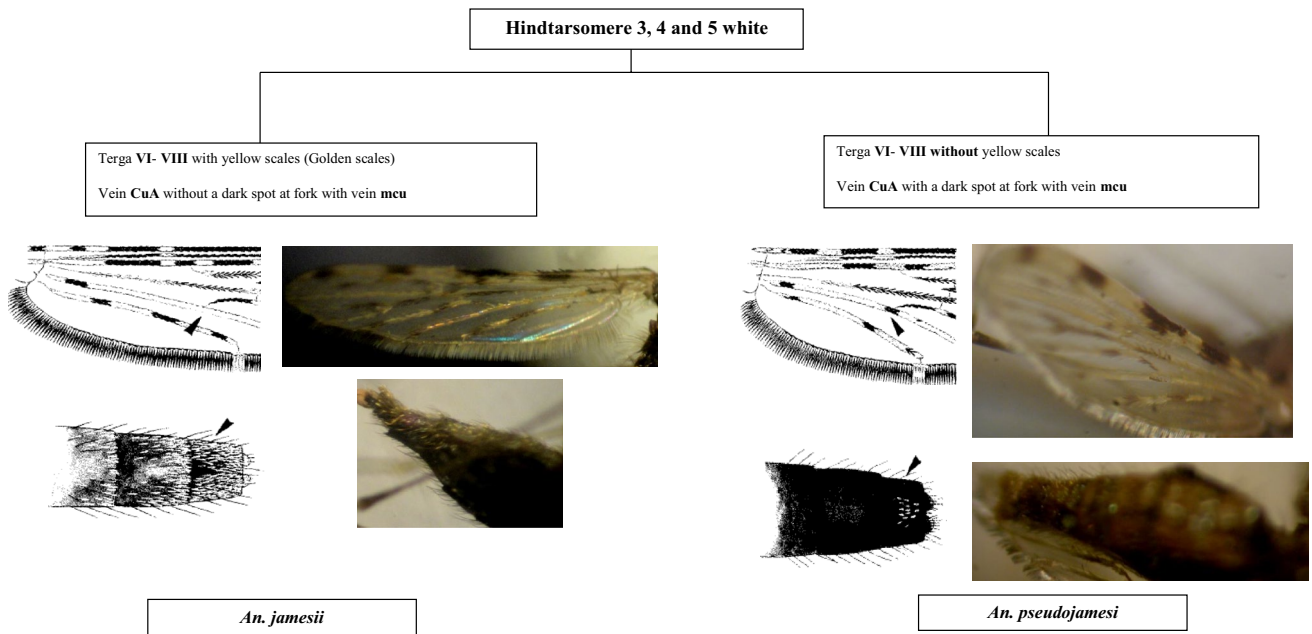 Hindtarsomere 3, 4 and 5 white
Terga VI- VIII with yellow scales (Golden scales)
Vein CuA without a dark spot at fork with vein mcu
Terga VI- VIII without yellow scales
Vein CuA with a dark spot at fork with vein mcu
An. jamesii
An. pseudojamesi